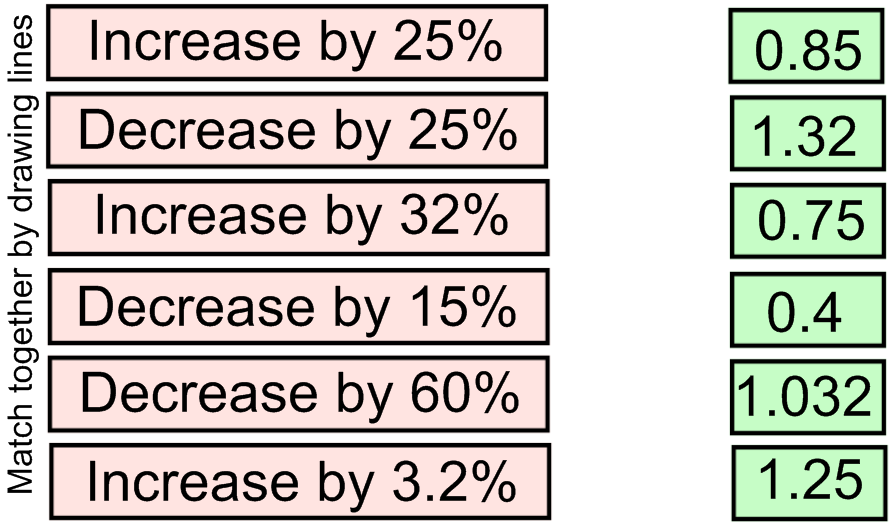 Match together by drawing lines
Increase by 25%
0.85
Decrease by 25%
1.32
Increase by 32%
0.75
Decrease by 15%
0.4
Decrease by 60%
1.032
Increase by 3.2%
1.25